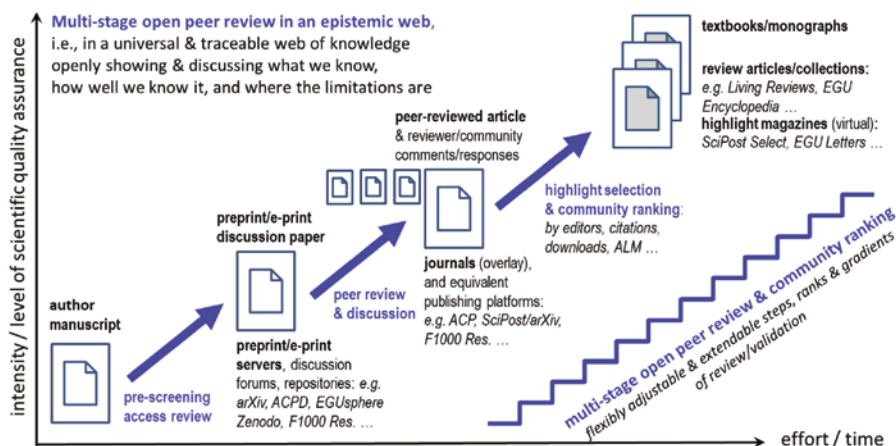 Multi-stage open peer review in an epistemic web,
i.e., in a universal & traceable web of knowledge
openly showing & discussing what we know,
how well we know it, and where the limitations are
intensity / level of scientific quality assurance
author
manuscript
pre-screening
access review
preprint/e-print
discussion paper
preprint/e-print
servers, discussion
forums, repositories: e.g.
arXiv, ACPD, EGUsphere
Zenodo, F1000 Res. ...
peer review
& discussion
peer-reviewed article
& reviewer/community
comments/responses
journals (overlay),
and equivalent
publishing platforms:
e.g. ACP, SciPost/arXiv,
F1000 Res. ...
highlight selection
& community ranking:
by editors, citations,
downloads, ALM ...
textbooks/monographs
review articles/collections:
e.g. Living Reviews, EGU
Encyclopedia ...
highlight magazines (virtual):
SciPost Select, EGU Letters ...
multi-stage open peer review & community ranking
flexibly adjustable & extendable steps, ranks & gradients
of review/validation
effort / time